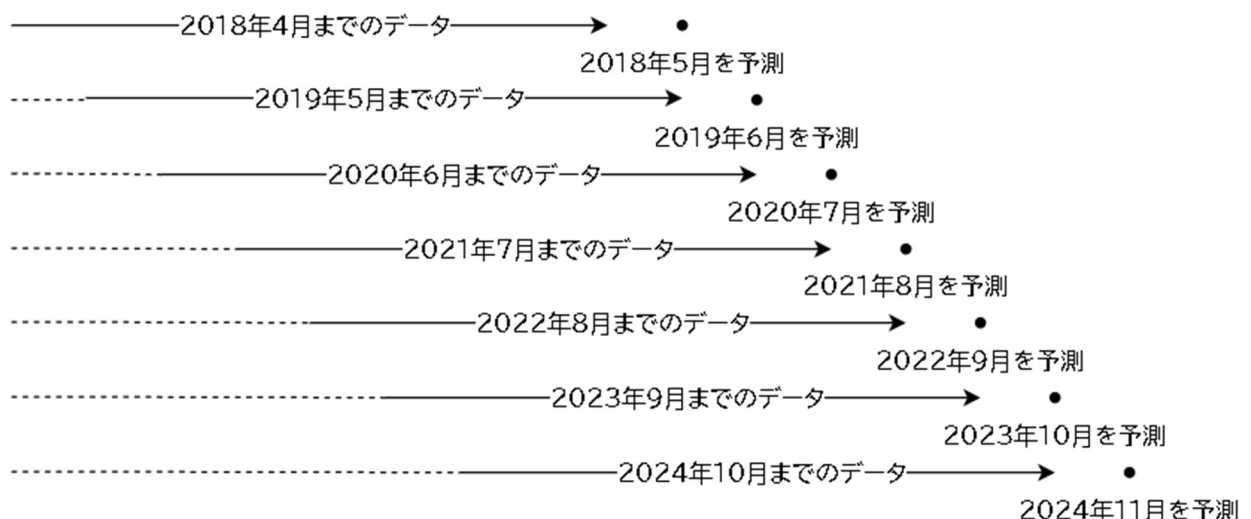 2018年4月までのデータ
2018年5月を予測
2019年5月までのデータ
2019年6月を予測
2020年6月までのデータ
2020年7月を予測
2021年7月までのデータ
2021年8月を予測
2022年8月までのデータ
2022年9月を予測
2023年9月までのデータ
2023年10月を予測
2024年10月までのデータ
2024年11月を予測